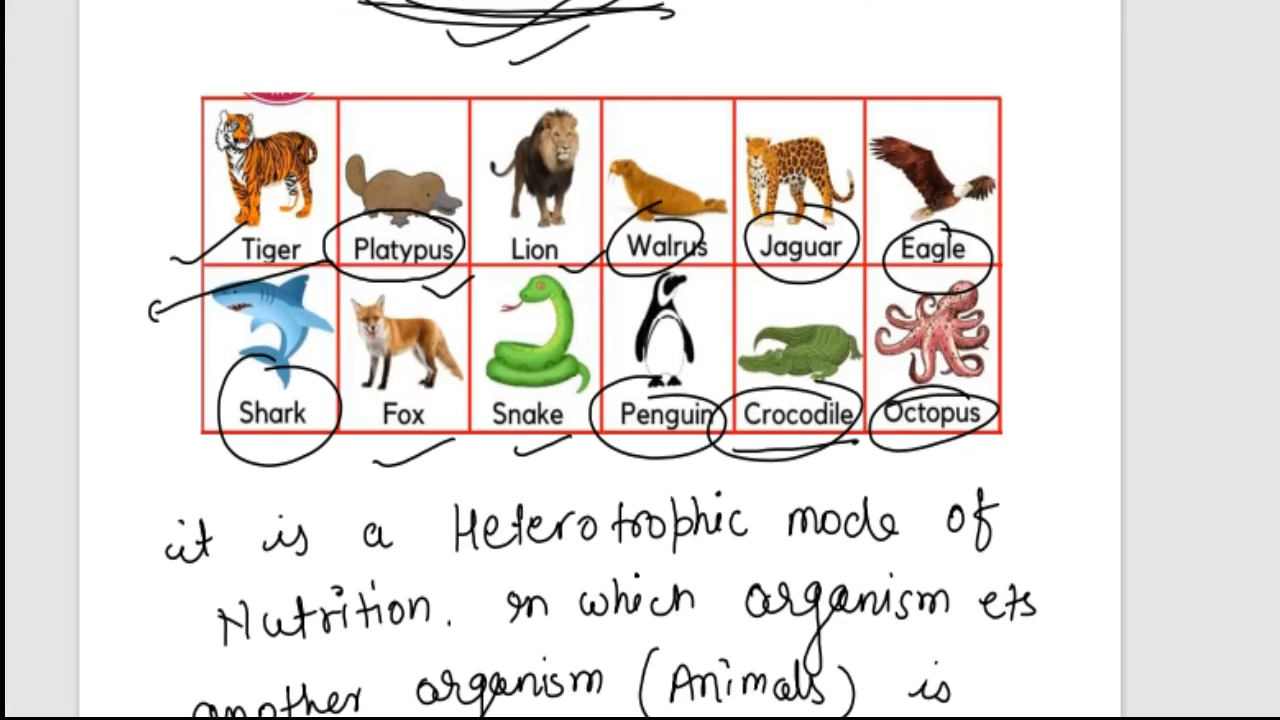 Tiger Platypus Lion Walrus Jaguar Eagle
Shark Fox Snake Penguin Crocodile Octopus
it is a Heterotrophic mode of
Nutrition. In which organism ets
another organism (Animals) is